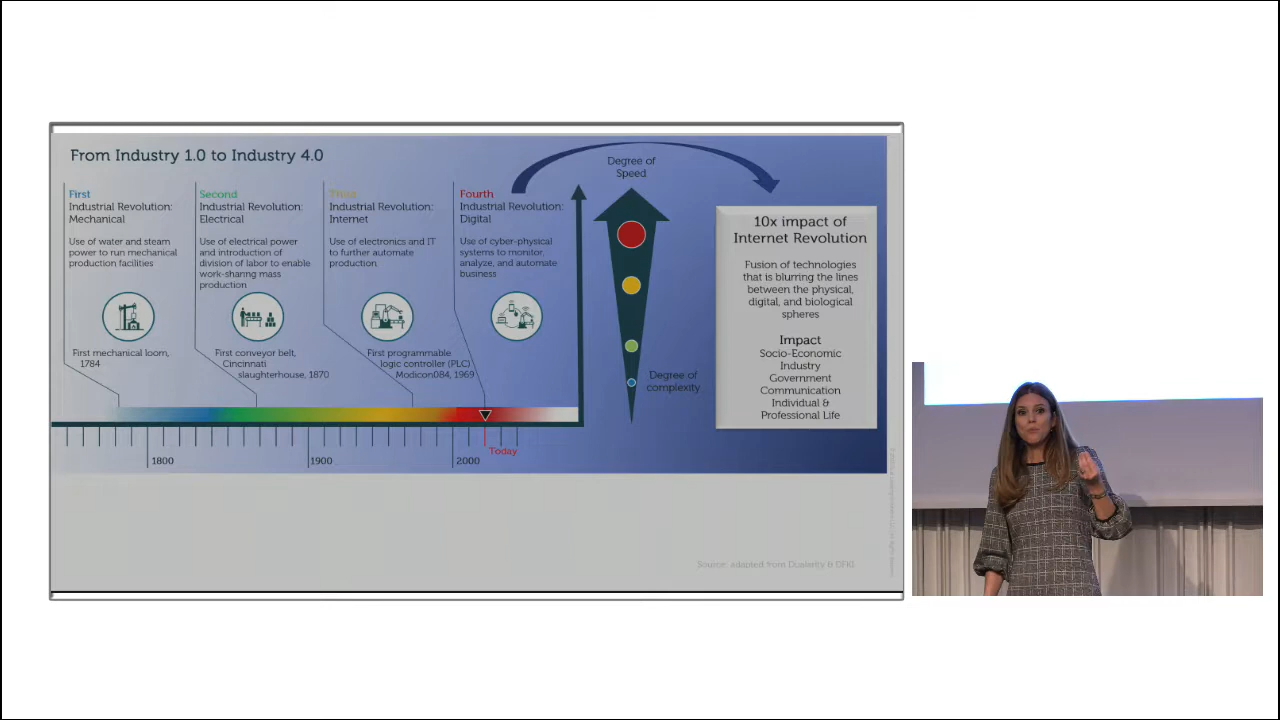 From Industry 1.0 to Industry 4.0
First
Industrial Revolution:
Mechanical
Use of water and steam
power to run mechanical
production facilities
First mechanical loom,
1784
Second
Industrial Revolution:
Electrical
Use of electrical power
and introduction of
division of labor to enable
work-sharing mass
production
First conveyor belt,
Cincinnati
slaughterhouse, 1870
Third
Industrial Revolution:
Internet
Use of electronics and IT
to further automate
production
First programmable
logic controller (PLC)
Modicon084, 1969
Fourth
Industrial Revolution:
Digital
Use of cyber-physical
systems to monitor,
analyze, and automate
business
1800
1900
2000
Today
Degree of
Speed
Degree of
complexity
10x impact of
Internet Revolution
Fusion of technologies
that is blurring the lines
between the physical,
digital, and biological
spheres
Impact
Socio-Economic
Industry
Government
Communication
Individual &
Professional Life
Source: adapted from Dualarity & DFKI